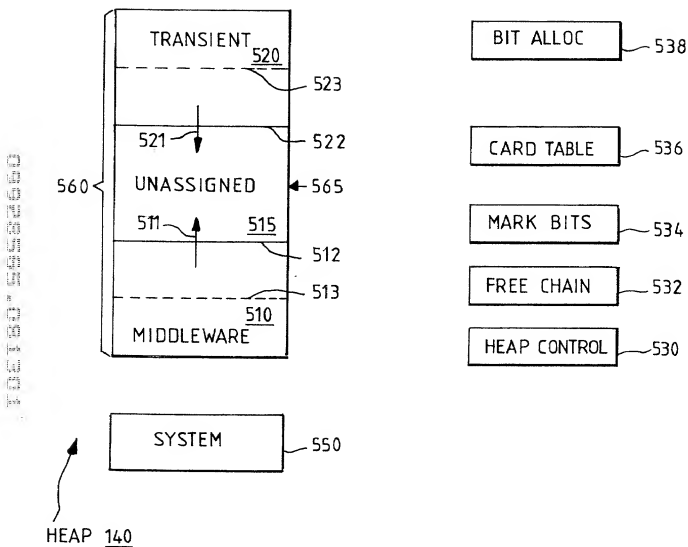 TRANSIENT
520
523
521
522
560
UNASSIGNED
565
511
515
512
513
510
MIDDLEWARE
SYSTEM
550
HEAP 140
BIT ALLOC
538
CARD TABLE
536
MARK BITS
534
FREE CHAIN
532
HEAP CONTROL
530